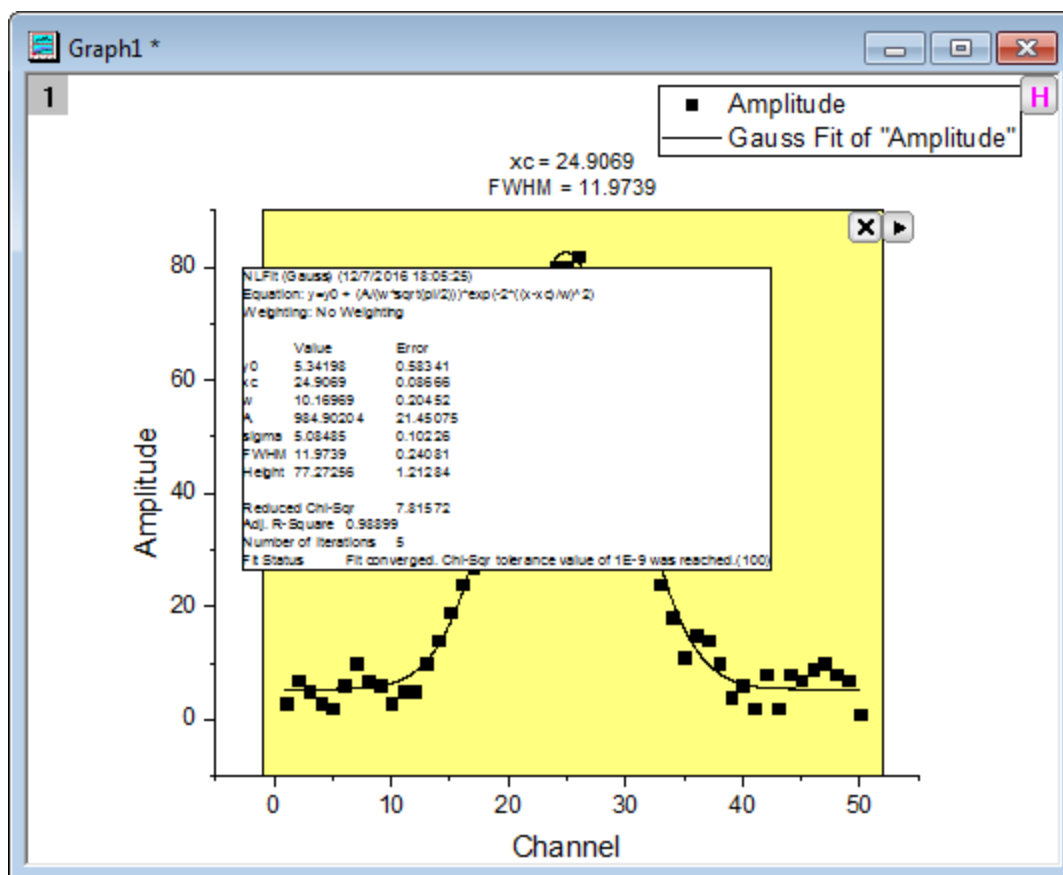 Graph1 *
1
H
Amplitude
Gauss Fit of "Amplitude"
xc = 24.9069
FWHM = 11.9739
NLFit (Gauss) (12/7/2016 18:05:25)
Equation: y=y0 + (A/(w*sqrt(pi/2)))*exp(-2*((x-xc)/w)^2)
Weighting: No Weighting
Value Error
y0 5.34198 0.58341
xc 24.9069 0.08666
w 10.16969 0.20452
A 984.90204 21.45075
sigma 5.08485 0.10226
FWHM 11.9739 0.24081
Height 77.27256 1.21284
Reduced Chi-Sqr 7.81572
Adj. R-Square 0.98899
Number of Iterations 5
Fit Status Fit converged. Chi-Sqr tolerance value of 1E-9 was reached.(100)
Amplitude
80
60
40
20
0
0 10 20 30 40 50
Channel